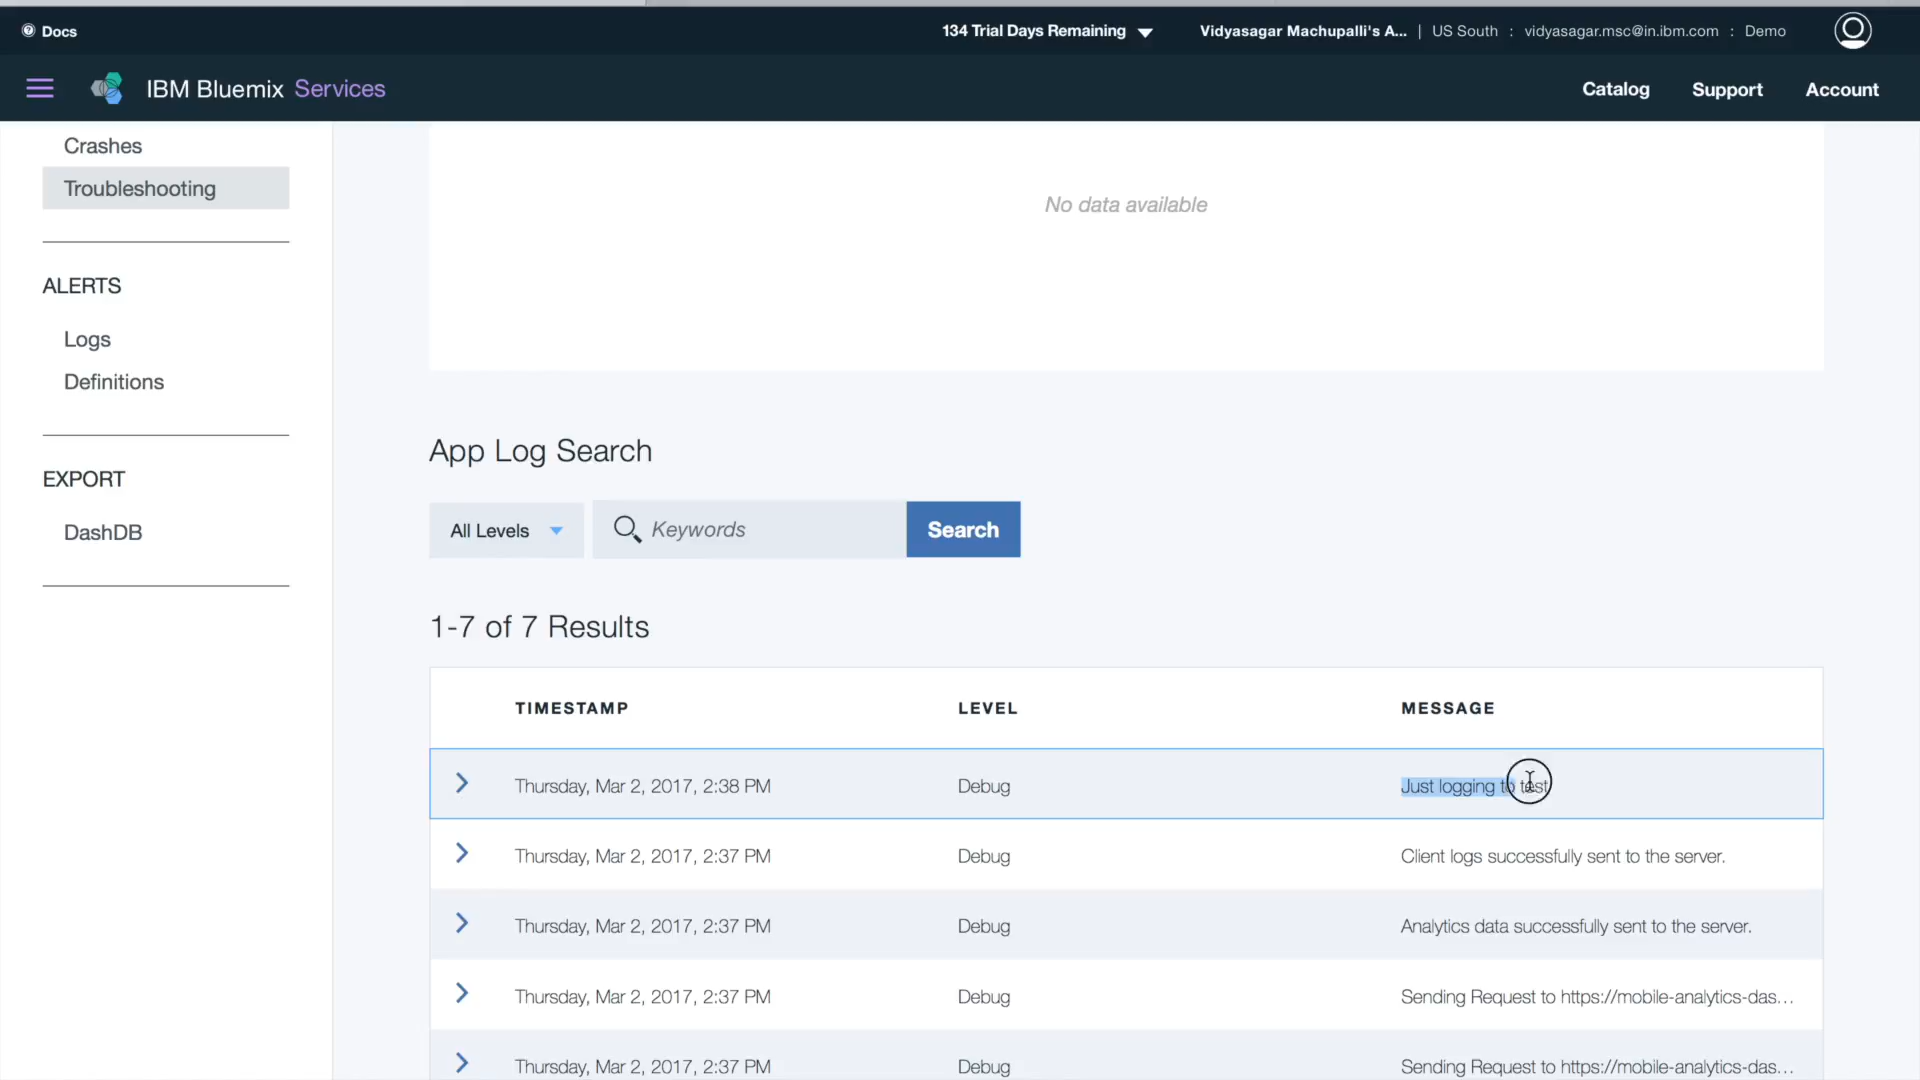 Docs
134 Trial Days Remaining
Vidyasagar Machupalli's A... | US South : vidyasagar.msc@in.ibm.com : Demo
IBM Bluemix Services
Catalog
Support
Account
Crashes
Troubleshooting
ALERTS
Logs
Definitions
EXPORT
DashDB
No data available
App Log Search
All Levels
Keywords
Search
1-7 of 7 Results
TIMESTAMP LEVEL MESSAGE
Thursday, Mar 2, 2017, 2:38 PM Debug Just logging to test
Thursday, Mar 2, 2017, 2:37 PM Debug Client logs successfully sent to the server.
Thursday, Mar 2, 2017, 2:37 PM Debug Analytics data successfully sent to the server.
Thursday, Mar 2, 2017, 2:37 PM Debug Sending Request to https://mobile-analytics-das...
Thursday, Mar 2, 2017, 2:37 PM Debug Sending Request to https://mobile-analytics-das...